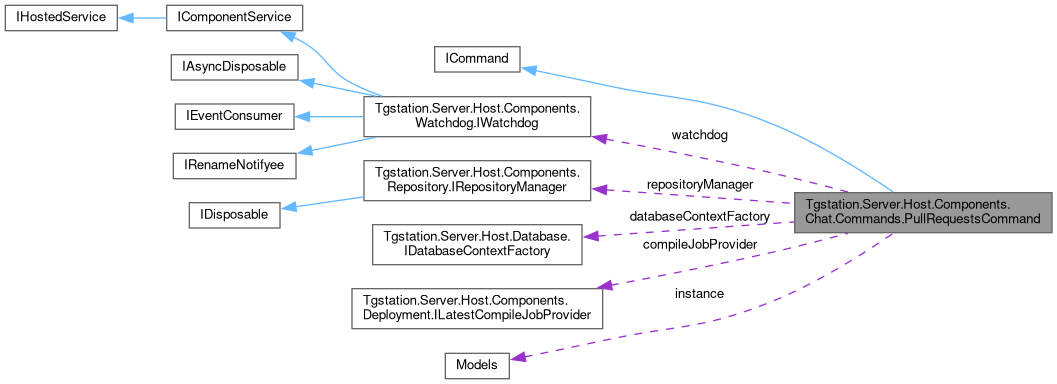 IHostedService
IComponentService
IAsyncDisposable
ICommand
IEventConsumer
Tgstation.Server.Host.Components.
Watchdog.IWatchdog
watchdog
IRenameNotifyee
Tgstation.Server.Host.Components.
Repository.IRepositoryManager
repositoryManager
IDisposable
Tgstation.Server.Host.Components.
Chat.Commands.PullRequestsCommand
databaseContextFactory
Tgstation.Server.Host.Database.
IDatabaseContextFactory
compileJobProvider
Tgstation.Server.Host.Components.
Deployment.ILatestCompileJobProvider
instance
Models